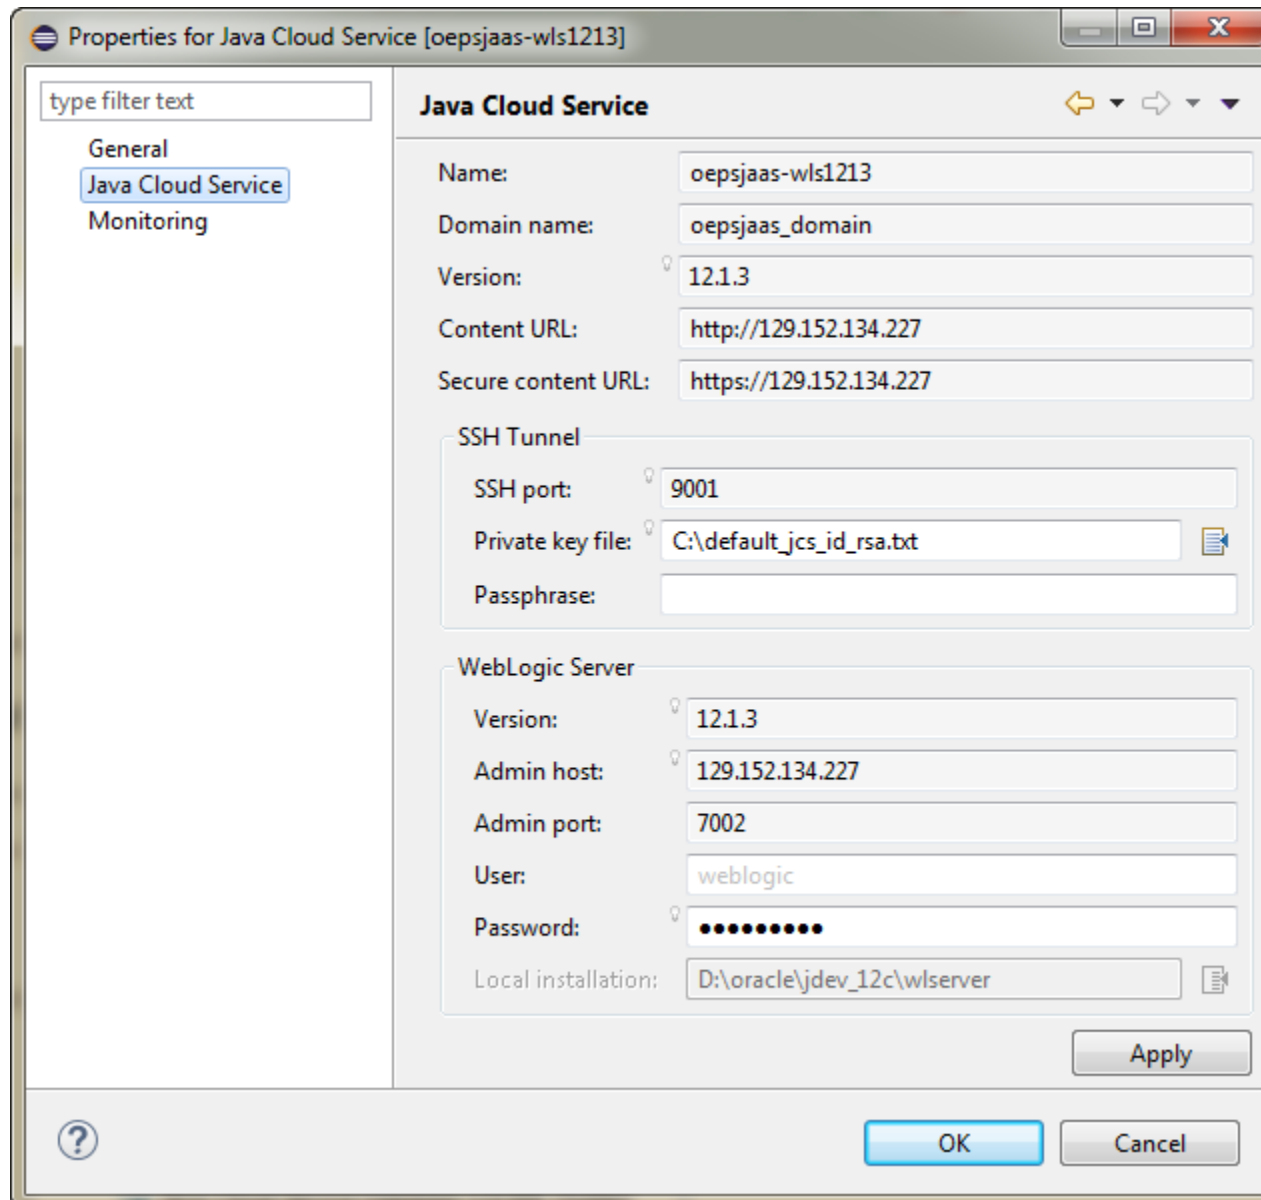 Properties for Java Cloud Service [oepsjaas-wls1213]
type filter text
General
Java Cloud Service
Monitoring
Java Cloud Service
Name: oepsjaas-wls1213
Domain name: oepsjaas_domain
Version: 12.1.3
Content URL: http://129.152.134.227
Secure content URL: https://129.152.134.227
SSH Tunnel
SSH port: 9001
Private key file: C:\default_jcs_id_rsa.txt
Passphrase:
WebLogic Server
Version: 12.1.3
Admin host: 129.152.134.227
Admin port: 7002
User: weblogic
Password: ●●●●●●●●●
Local installation: D:\oracle\jdev_12c\wlserver
Apply
OK Cancel